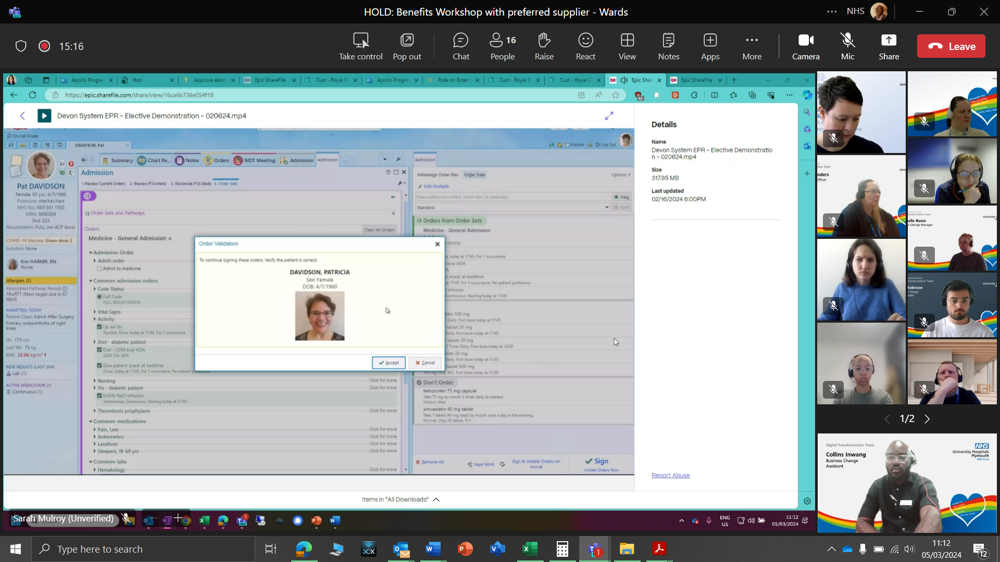 HOLD: Benefits Workshop with preferred supplier - Wards
NHS
15:16
Take control
Pop out
Chat
16
People
Raise
React
View
Notes
Apps
More
Camera
Mic
Share
Leave
Apollo Progre
thor
Approve Abse
Epic ShareFile
Cust - Royal D
Apollo Progre
Rule on Exten
Cust - Royal D
Cust - Royal D
Epic Shar
Epic ShareFile
https://epic.sharefile.com/share/view/16ca6b736e054f18
Devon System EPR - Elective Demonstration - 020624.mp4
On-Call Finder
DAVIDSON, Pat
Futures
Log Out
Summary
Chart Re...
Notes
Orders
MDT Meeting
Admission
Admission
Admission
Pat DAVIDSON
Female, 63 y.o., 4/7/1960
Pronouns: she/her/hers
NHS No.: 669 501 1583
MRN: 9000204
Bed: 521
Resuscitation: FULL (no ACP docs)
COVID-19 Vaccine: Given dose 2
Isolation: None
Kim HARKER, RN
Nurse
Allergies (2)
Associated Pathway Period:
18wRTT (Next target due in 67
days)
ADMITTED: TODAY
Patient Class: Admit After Surgery
Primary osteoarthritis of right
knee
Ht: 173 cm
Last Wt: 75 kg
BMI: 25.06 kg/m² !
NEW RESULTS (LAST 36H)
Lab (1)
ACTIVE MEDICATION (1)
Continuous (1)
Admission
1.Review Current Orders
2. Review PTA Meds
3. Reconcile PTA Meds
4. Order Sets
Order Sets and Pathways
Orders
Clear All Orders
Medicine - General Admission
Admission Order
Admit order
Admit to medicine
Common admission orders
Code Status
Full Code
FULL RESUSCITATION
Vital Signs
Activity
Up ad lib
Routine, Once, today at 17:45, For 1 occurrence
Diet - diabetic patient
Diet - 2200 kcal ADA
2200 CAL ADA
Give patient snack at bedtime
Once, today at 17:45, For 1 occurrence, Per patient preference
Nursing
Click for more
IVs - diabetic patient
Click for more
0.45% NaCl infusion
Intravenous, Continuous, Starting today at 17:45
Thrombosis prophylaxis
Click for more
Common medications
Pain, Low
Click for more
Antiemetics
Click for more
Laxatives
Click for more
Sleepers, 18-69 yrs
Click for more
Common labs
Hematology
Click for more
Order Validation
To continue signing these orders: Verify the patient is correct.
DAVIDSON, PATRICIA
Sex: Female
DOB: 4/7/1960
Accept
Cancel
Admission
Admission Order Rec
Order Sets
Options
Edit Multiple
Place admission orders, order sets, or pathways
New
Standard
Next
Orders from Order Sets
Medicine - General Admission
TATION
today at 17:45, For 1 occurrence
kcal ADA
snack at bedtime
at 17:45, For 1 occurrence, Per patient preference
infusion
Continuous, Starting today at 17:45
blet 100 mg
Daily, First dose today at 17:45
tablet 20 mg
Daily, First dose today at 17:45
tablet 20 mg
2 Times Daily, First dose today at 18:00
blet 20 mg
Daily, First dose today at 17:45
tablet 500 mg
500 mg, Oral, BID, First dose today at 21:00
Don't Order
ketoprofen 75 mg capsule
Take 75 mg by mouth 3 times daily as needed.
Historic Med
simvastatin 40 mg tablet
Take 1 tablet (40 mg total) by mouth once a day in the evening.
Normal, Disp-30 tablet, R-5
Remove All
Save Work
Sign & Initiate Orders on
Arrival
Sign
Initiate Orders Now
Details
Name
Devon System EPR - Elective Demonstratio
n - 020624.mp4
Size
317.95 MB
Last updated
02/16/2024 6:00PM
Report Abuse
Items in "All Downloads"
Sarah Mulroy (Unverified)
ENG
US
11:12
05/03/2024
nders
fficer
elle Rowe
s Change Manager
Robinson
1/2
Digital Transformation Team
Collins Inwang
Business Change
Assistant
NHS
University Hospitals
Plymouth
NHS Trust
Type here to search
3CX
11:12
05/03/2024
12